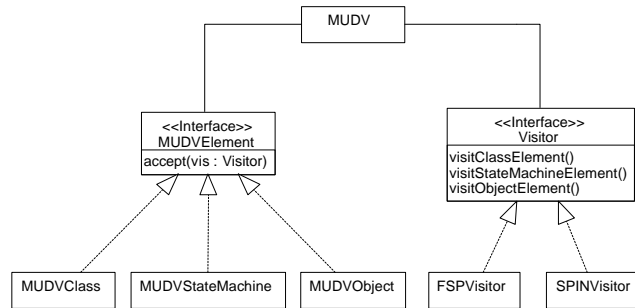 MUDV
<<Interface>>
MUDVElement
accept(vis : Visitor)
<<Interface>>
Visitor
visitClassElement()
visitStateMachineElement()
visitObjectElement()
MUDVClass
MUDVStateMachine
MUDVObject
FSPVisitor
SPINVisitor